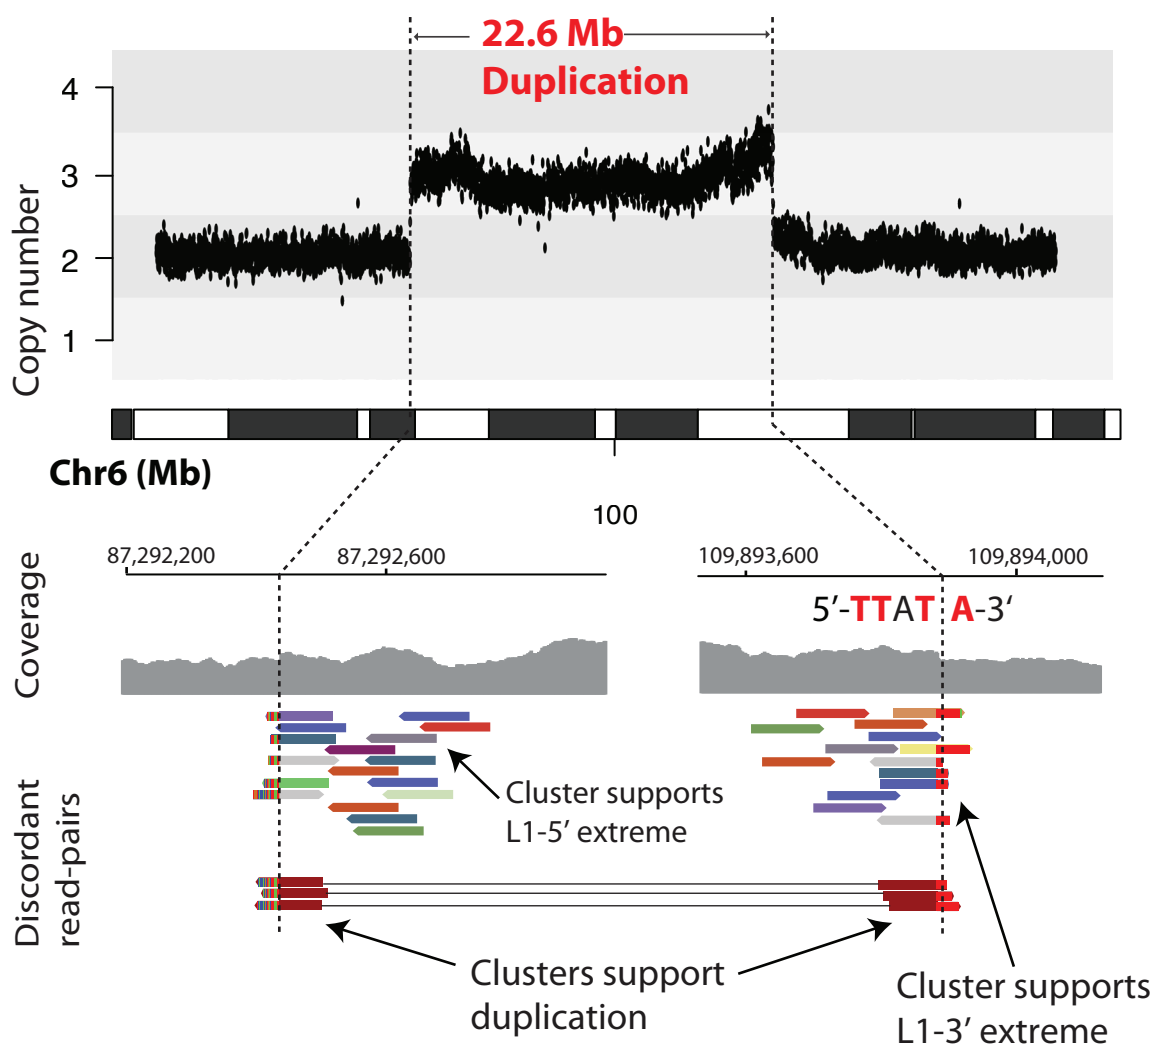 22.6 Mb
Duplication
4
3
2
1
Copy number
Chr6 (Mb)
100
87,292,200
87,292,600
109,893,600
109,894,000
5′-TTAT A-3‘
Coverage
Discordant
read-pairs
Cluster supports
L1-5′ extreme
Clusters support
duplication
Cluster supports
L1-3′ extreme